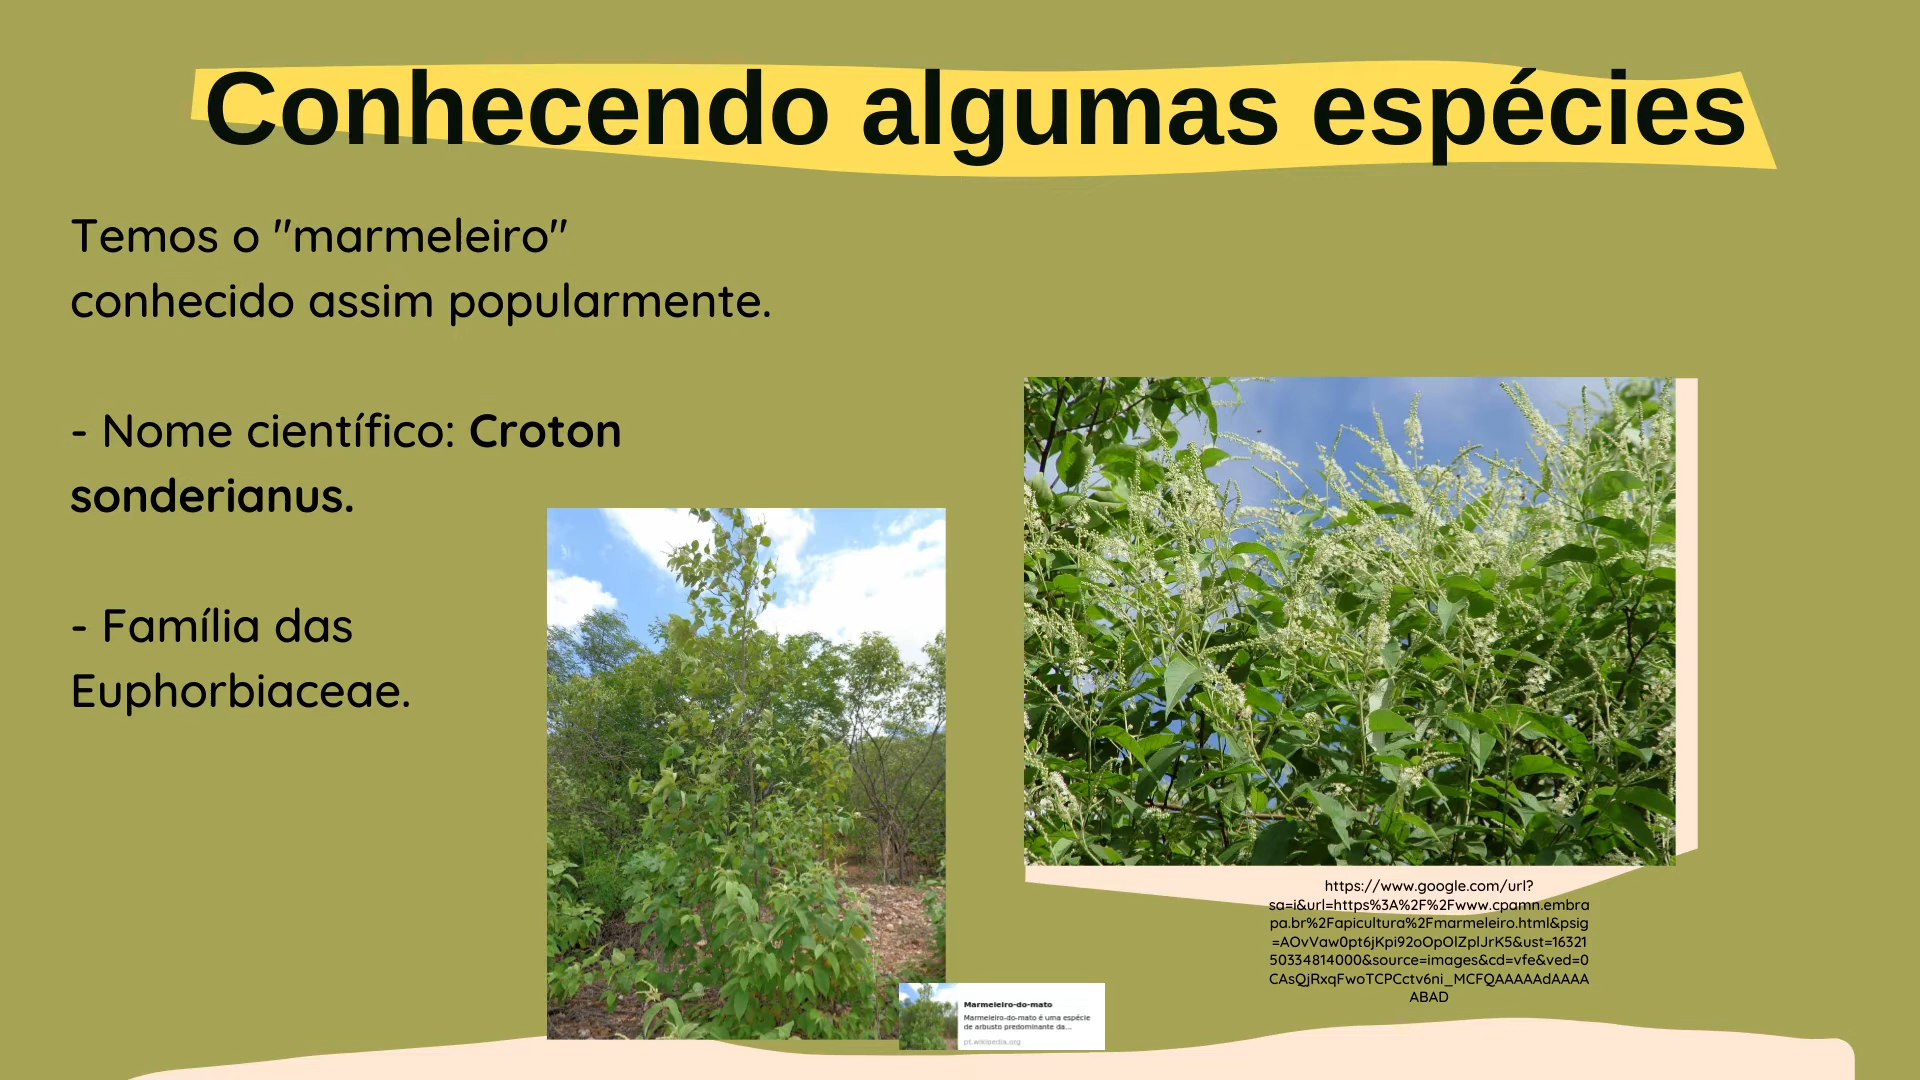 Conhecendo algumas espécies
Temos o "marmeleiro"
conhecido assim popularmente.
- Nome científico: Croton
sonderianus.
- Família das
Euphorbiaceae.
https://www.google.com/url?
sa=i&url=https%3A%2F%2Fwww.cpamn.embra
pa.br%2Fapicultura%2Fmarmeleiro.html&psig
=AOvVaw0pt6jKpi92oOpOlZplJrK5&ust=16321
50334814000&source=images&cd=vfe&ved=0
CAsQjRxqFwoTCPCctv6ni_MCFQAAAAAdAAAA
ABAD
Marmeleiro-do-mato
Marmeleiro-do-mato é uma espécie
de arbusto predominante da...
pt.wikipedia.org